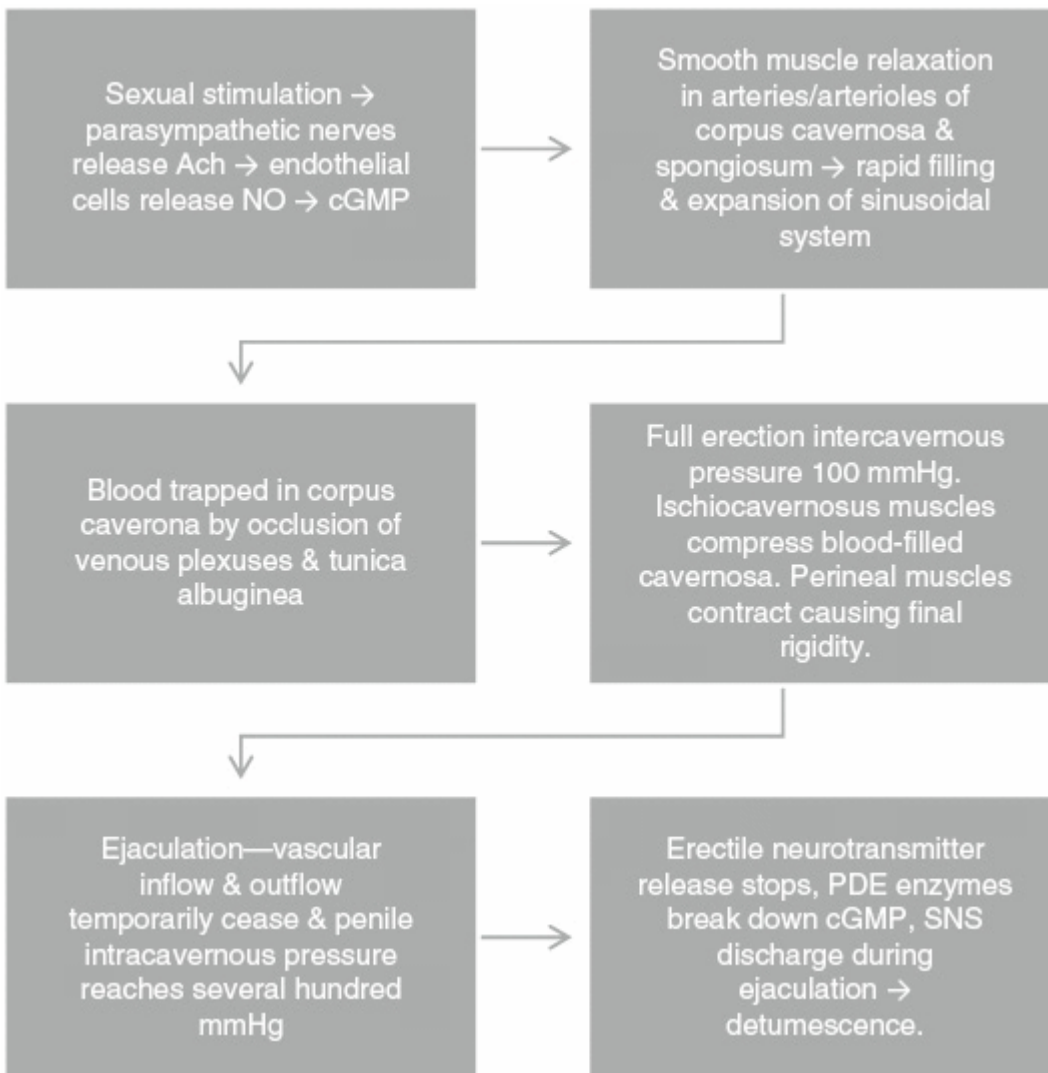 Sexual stimulation →
parasympathetic nerves
release Ach → endothelial
cells release NO → cGMP
Smooth muscle relaxation
in arteries/arterioles of
corpus cavernosa &
spongiosum → rapid filling
& expansion of sinusoidal
system
Blood trapped in corpus
caverona by occlusion of
venous plexuses & tunica
albuginea
Full erection intercavernous
pressure 100 mmHg.
Ischiocavernosus muscles
compress blood-filled
cavernosa. Perineal muscles
contract causing final
rigidity.
Ejaculation—vascular
inflow & outflow
temporarily cease & penile
intracavernous pressure
reaches several hundred
mmHg
Erectile neurotransmitter
release stops, PDE enzymes
break down cGMP, SNS
discharge during
ejaculation →
detumescence.